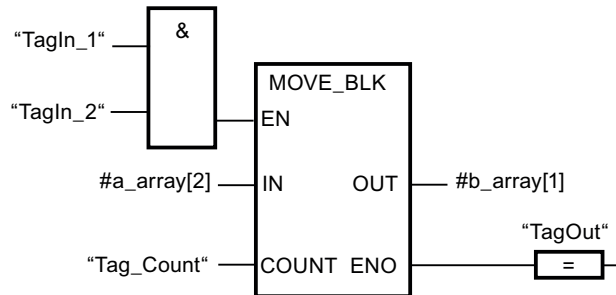 "TagIn_1"
&
"TagIn_2"
MOVE_BLK
EN
#a_array[2] IN OUT #b_array[1]
"TagOut"
"Tag_Count" COUNT ENO =